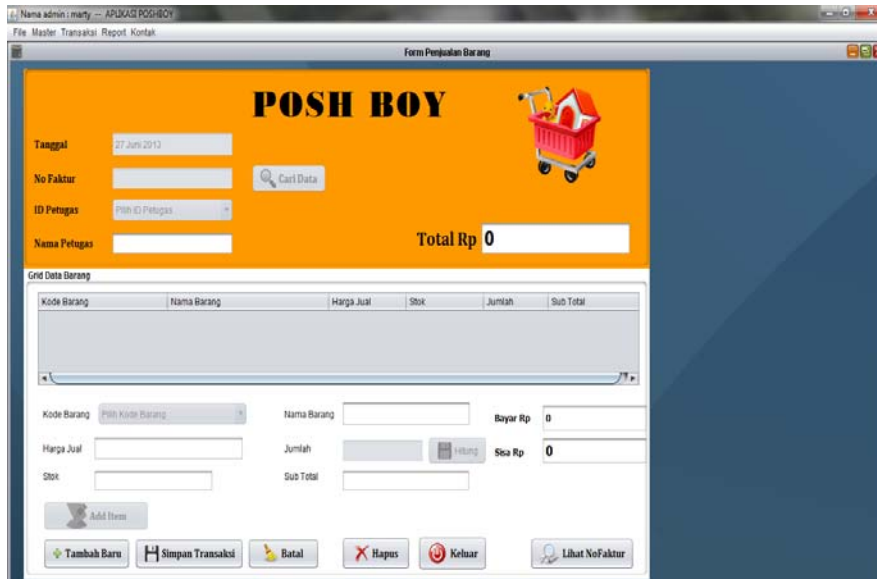 Nama admin : marty --- APLIKASI POSHBOY
File Master Transaksi Report Kontak
Form Penjualan Barang
POSH BOY
Tanggal 27 Juni 2013
No Faktur Cari Data
ID Petugas Pilih ID Petugas
Nama Petugas
Total Rp 0
Grid Data Barang
Kode Barang Nama Barang Harga Jual Stok Jumlah Sub Total
Kode Barang Pilih Kode Barang Nama Barang Bayar Rp 0
Harga Jual Jumlah Hitung Sisa Rp 0
Stok Sub Total
Add Item
Tambah Baru Simpan Transaksi Batal Hapus Keluar Lihat NoFaktur